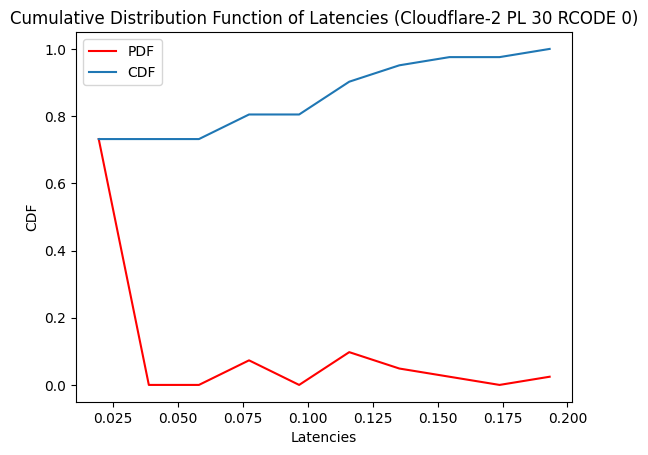 Cumulative Distribution Function of Latencies (Cloudflare-2 PL 30 RCODE 0)
PDF
CDF
1.0
0.8
0.6
0.4
0.2
0.0
CDF
0.025 0.050 0.075 0.100 0.125 0.150 0.175 0.200
Latencies